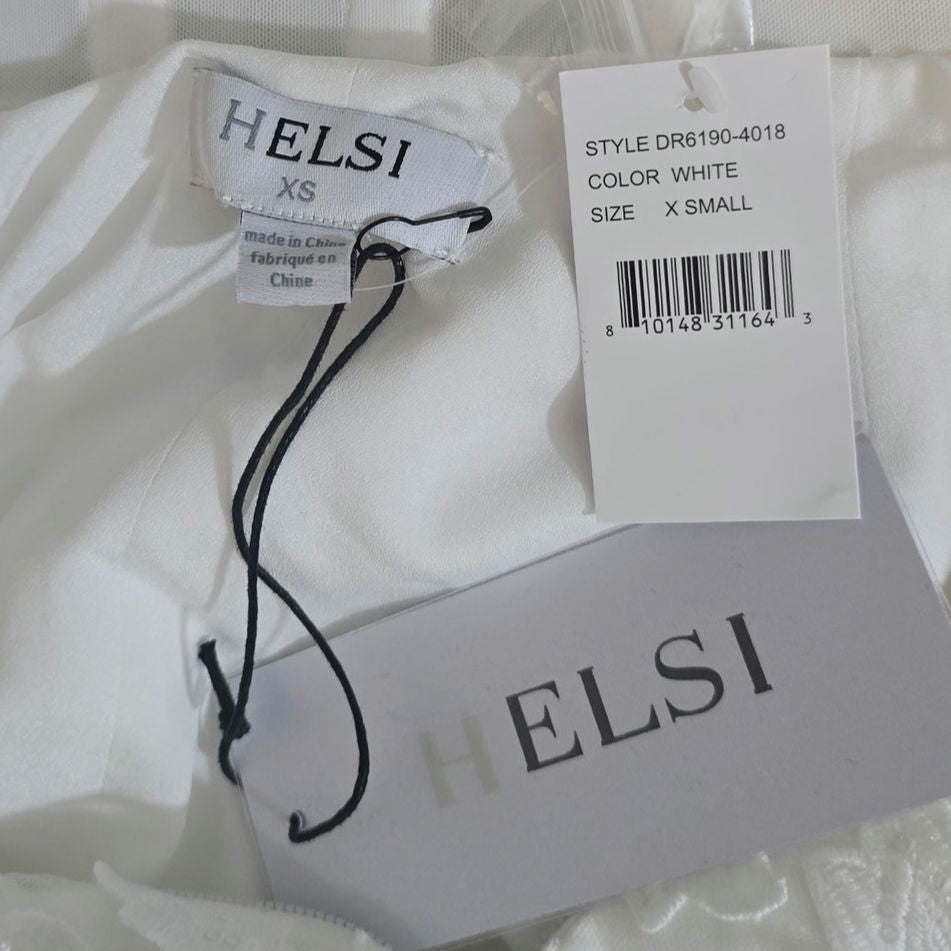 HELSI
XS
made in Chine
fabriqué en
Chine
STYLE DR6190-4018
COLOR WHITE
SIZE X SMALL
8 10148 31164 3
HELSI